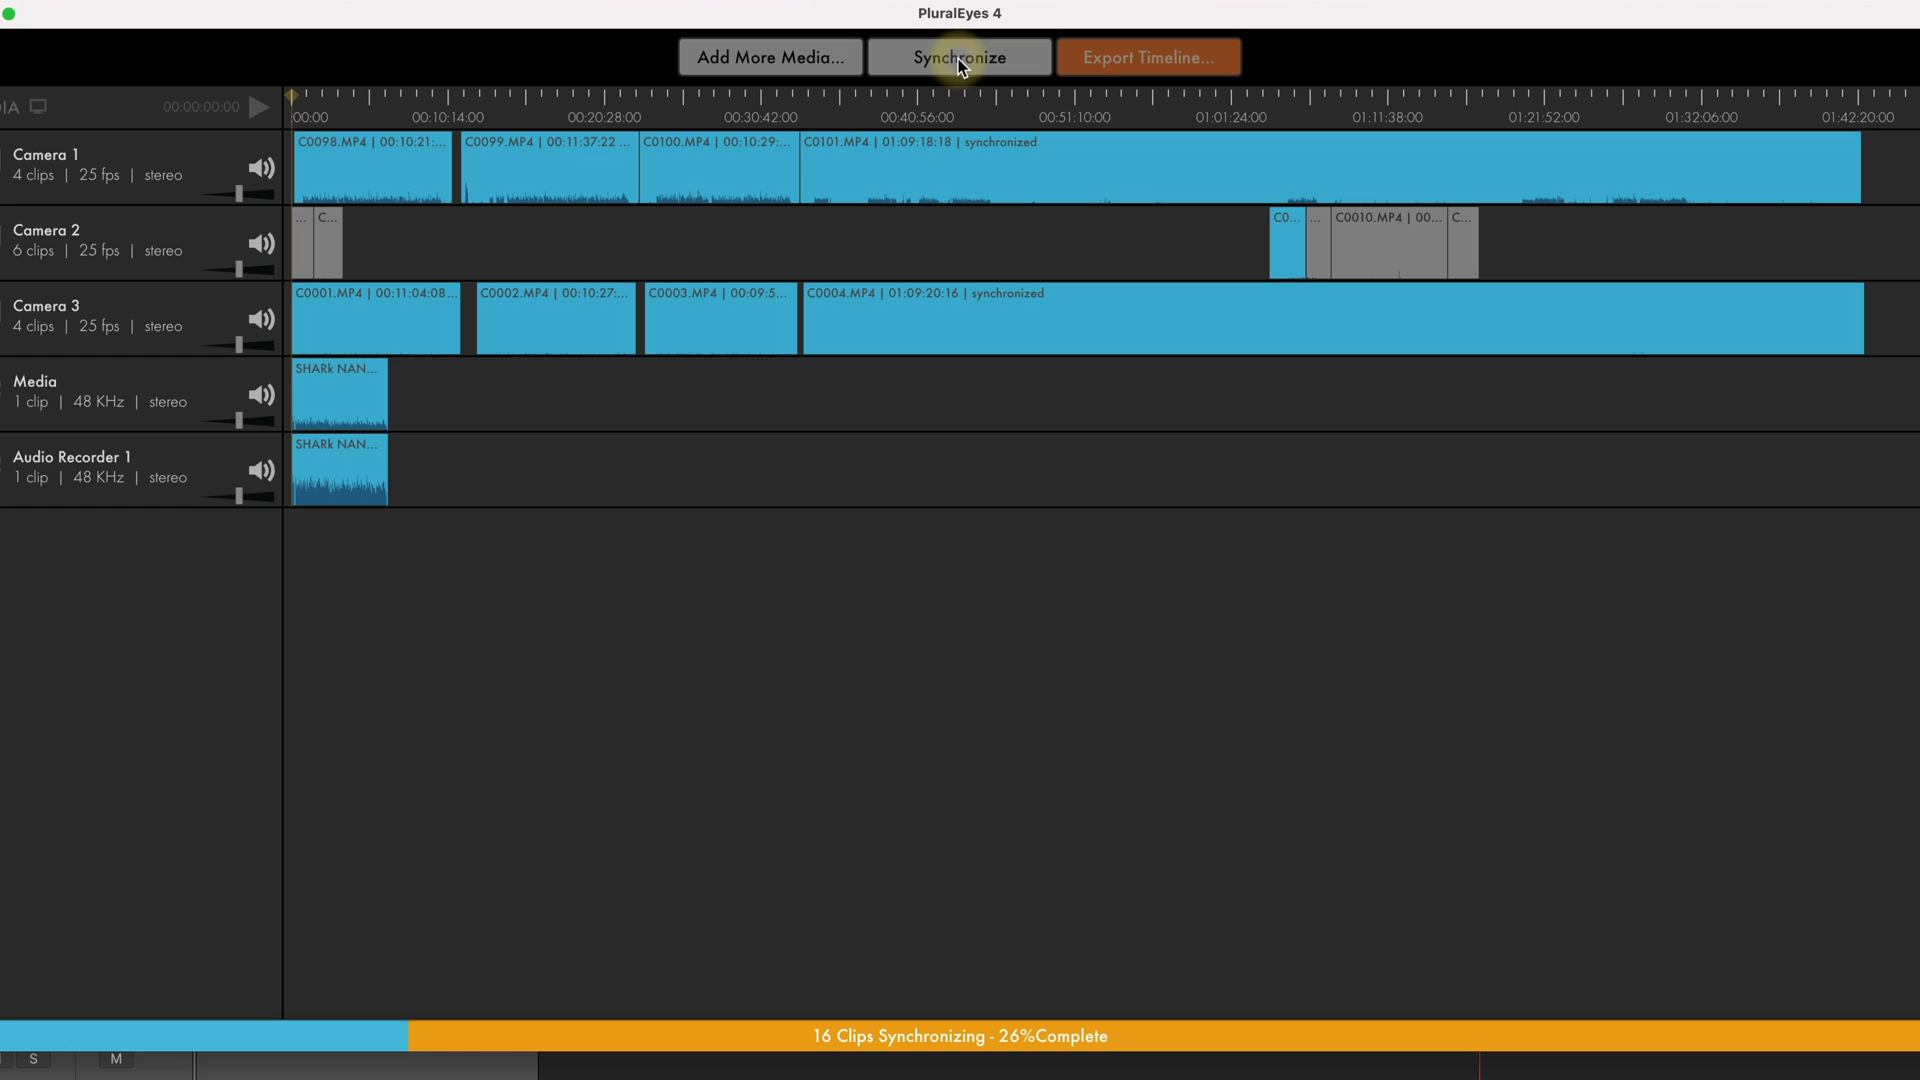 PluralEyes 4
Add More Media...
Synchronize
Export Timeline...
IA
00:00:00:00
:00:00
00:10:14:00
00:20:28:00
00:30:42:00
00:40:56:00
00:51:10:00
01:01:24:00
01:11:38:00
01:21:52:00
01:32:06:00
01:42:20:00
Camera 1
4 clips | 25 fps | stereo
C0098.MP4 | 00:10:21:...
C0099.MP4 | 00:11:37:22 ...
C0100.MP4 | 00:10:29:...
C0101.MP4 | 01:09:18:18 | synchronized
Camera 2
6 clips | 25 fps | stereo
...
C...
C0...
...
C0010.MP4 | 00...
C...
Camera 3
4 clips | 25 fps | stereo
C0001.MP4 | 00:11:04:08...
C0002.MP4 | 00:10:27:...
C0003.MP4 | 00:09:5...
C0004.MP4 | 01:09:20:16 | synchronized
Media
1 clip | 48 KHz | stereo
SHARk NAN...
Audio Recorder 1
1 clip | 48 KHz | stereo
SHARk NAN...
16 Clips Synchronizing - 26%Complete
S
M